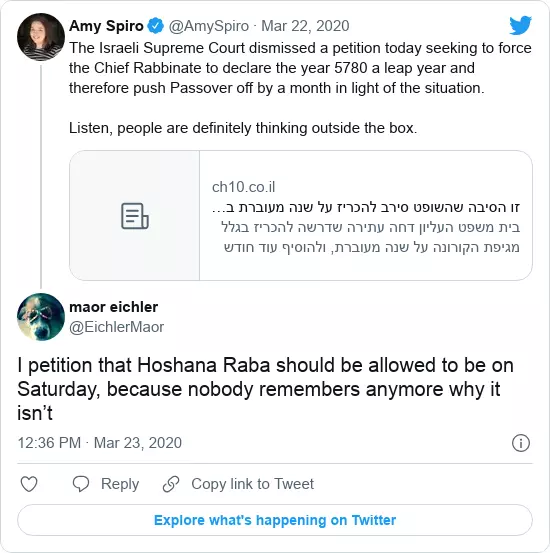 Amy Spiro @AmySpiro · Mar 22, 2020
The Israeli Supreme Court dismissed a petition today seeking to force
the Chief Rabbinate to declare the year 5780 a leap year and
therefore push Passover off by a month in light of the situation.
Listen, people are definitely thinking outside the box.
ch10.co.il
זו הסיבה שהשופט סירב להכריז על שנה מעוברת ב...
בית משפט העליון דחה עתירה שדרשה להכריז בגלל
מגיפת הקורונה על שנה מעוברת, ולהוסיף עוד חודש
maor eichler
@EichlerMaor
I petition that Hoshana Raba should be allowed to be on
Saturday, because nobody remembers anymore why it
isn’t
12:36 PM · Mar 23, 2020
Reply Copy link to Tweet
Explore what's happening on Twitter